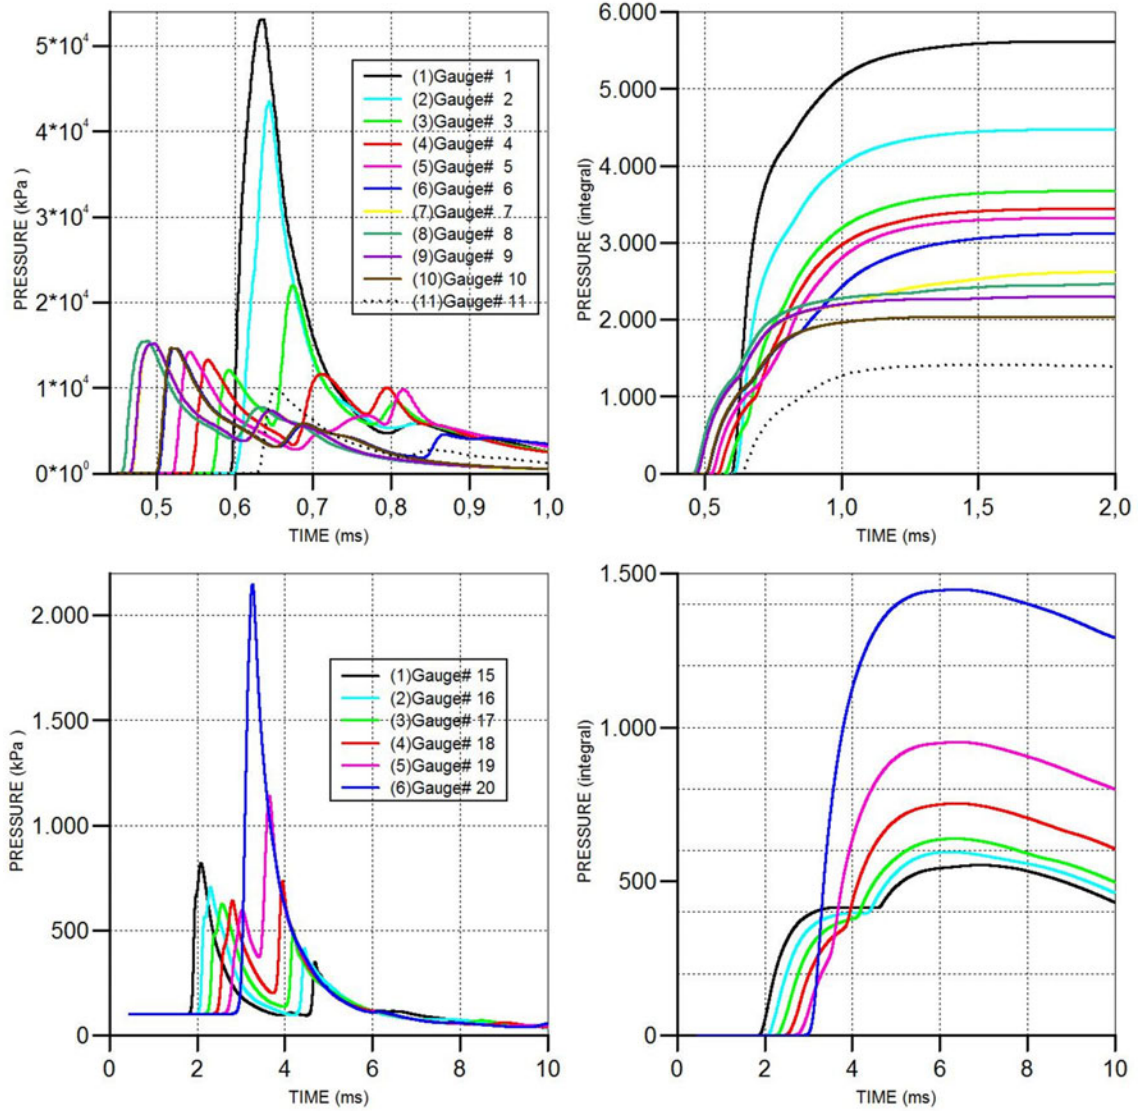 PRESSURE (kPa)
5*10⁴
4*10⁴
3*10⁴
2*10⁴
1*10⁴
0*10⁰
(1)Gauge# 1
(2)Gauge# 2
(3)Gauge# 3
(4)Gauge# 4
(5)Gauge# 5
(6)Gauge# 6
(7)Gauge# 7
(8)Gauge# 8
(9)Gauge# 9
(10)Gauge# 10
(11)Gauge# 11
0,5 0,6 0,7 0,8 0,9 1,0
TIME (ms)
PRESSURE (integral)
6.000
5.000
4.000
3.000
2.000
1.000
0
0,5 1,0 1,5 2,0
TIME (ms)
PRESSURE (kPa)
2.000
1.500
1.000
500
0
(1)Gauge# 15
(2)Gauge# 16
(3)Gauge# 17
(4)Gauge# 18
(5)Gauge# 19
(6)Gauge# 20
0 2 4 6 8 10
TIME (ms)
PRESSURE (integral)
1.500
1.000
500
0
0 2 4 6 8 10
TIME (ms)